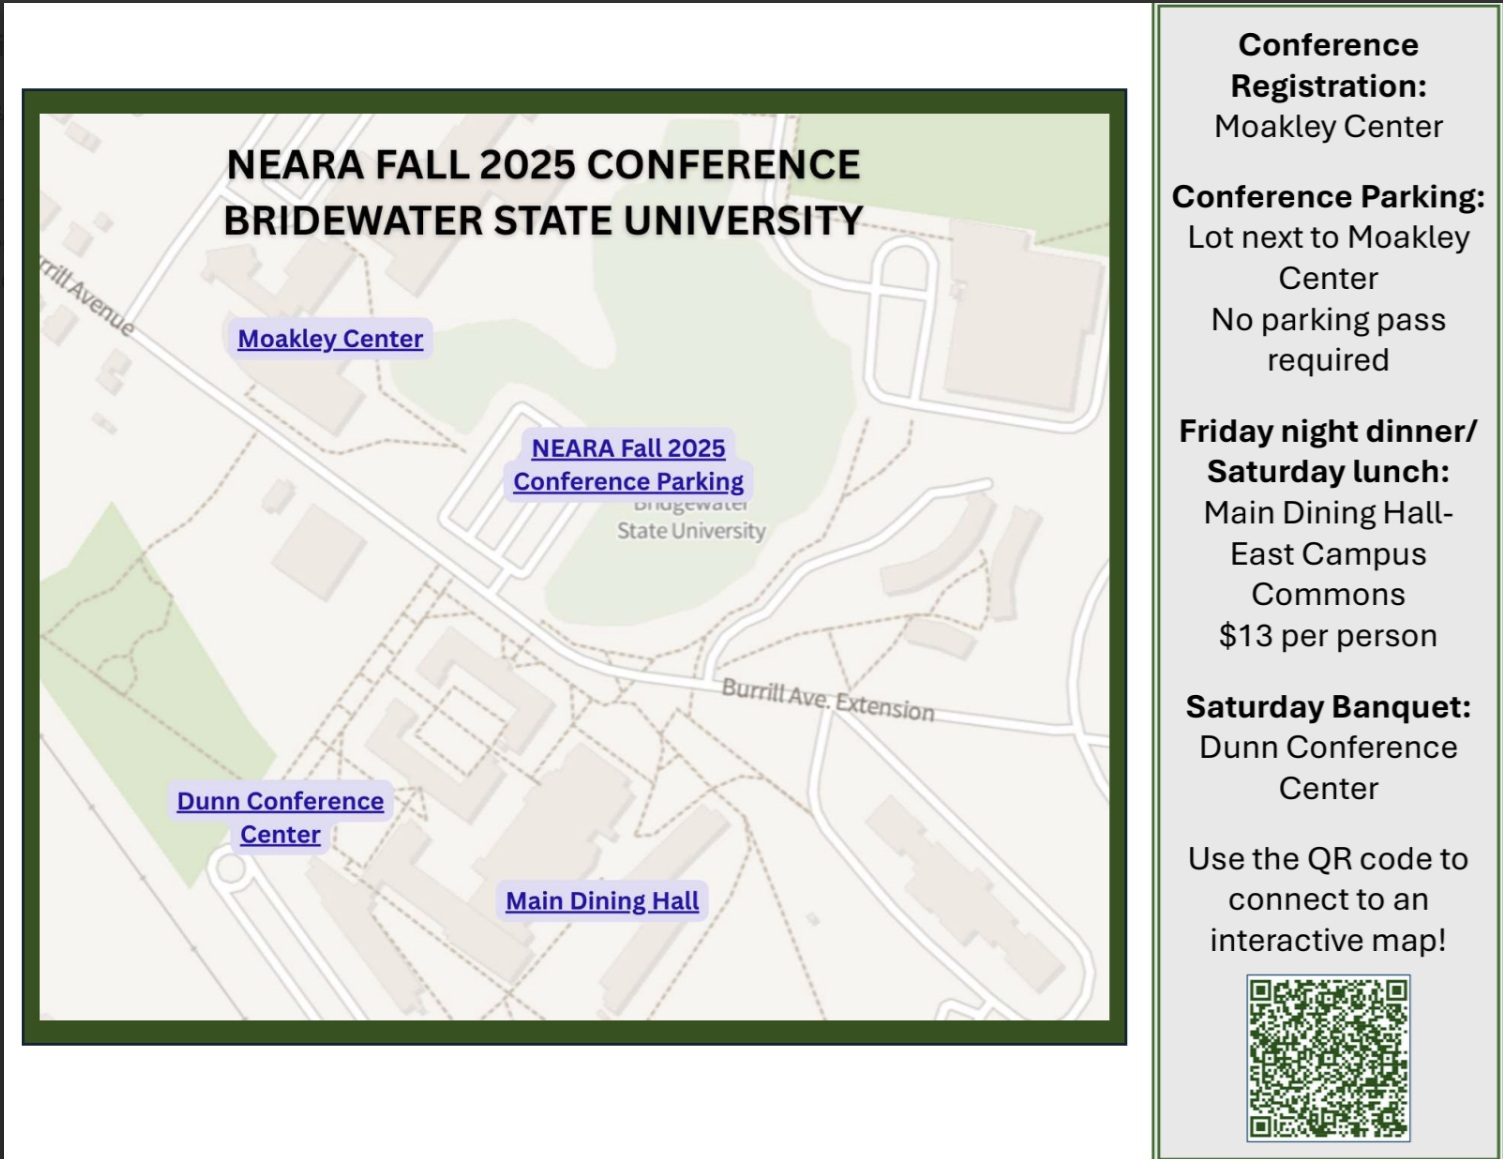 NEARA FALL 2025 CONFERENCE
BRIDEWATER STATE UNIVERSITY
rrill Avenue
Moakley Center
NEARA Fall 2025
Conference Parking
Bridgewater
State University
Burrill Ave. Extension
Dunn Conference
Center
Main Dining Hall
Conference
Registration:
Moakley Center
Conference Parking:
Lot next to Moakley
Center
No parking pass
required
Friday night dinner/
Saturday lunch:
Main Dining Hall-
East Campus
Commons
$13 per person
Saturday Banquet:
Dunn Conference
Center
Use the QR code to
connect to an
interactive map!